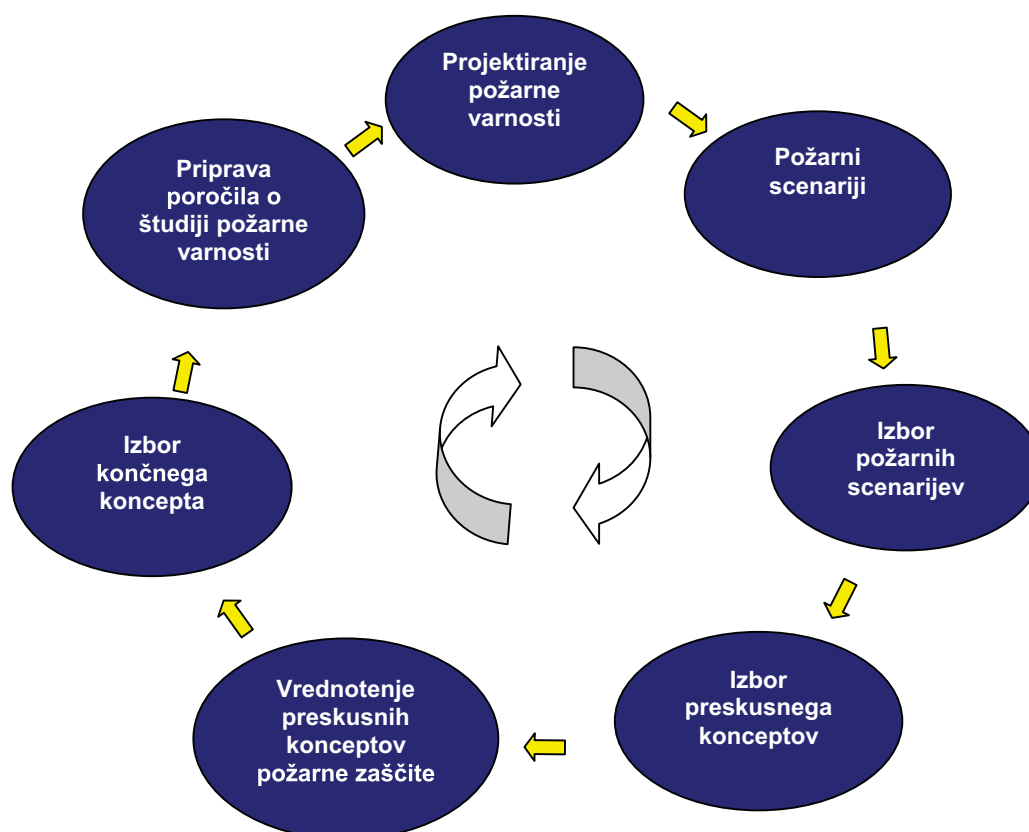 Projektiranje
požarne
varnosti
Požarni
scenariji
Izbor
požarnih
scenarijev
Izbor
preskusnega
konceptov
Vrednotenje
preskusnih
konceptov
požarne zaščite
Izbor
končnega
koncepta
Priprava
poročila o
študiji požarne
varnosti